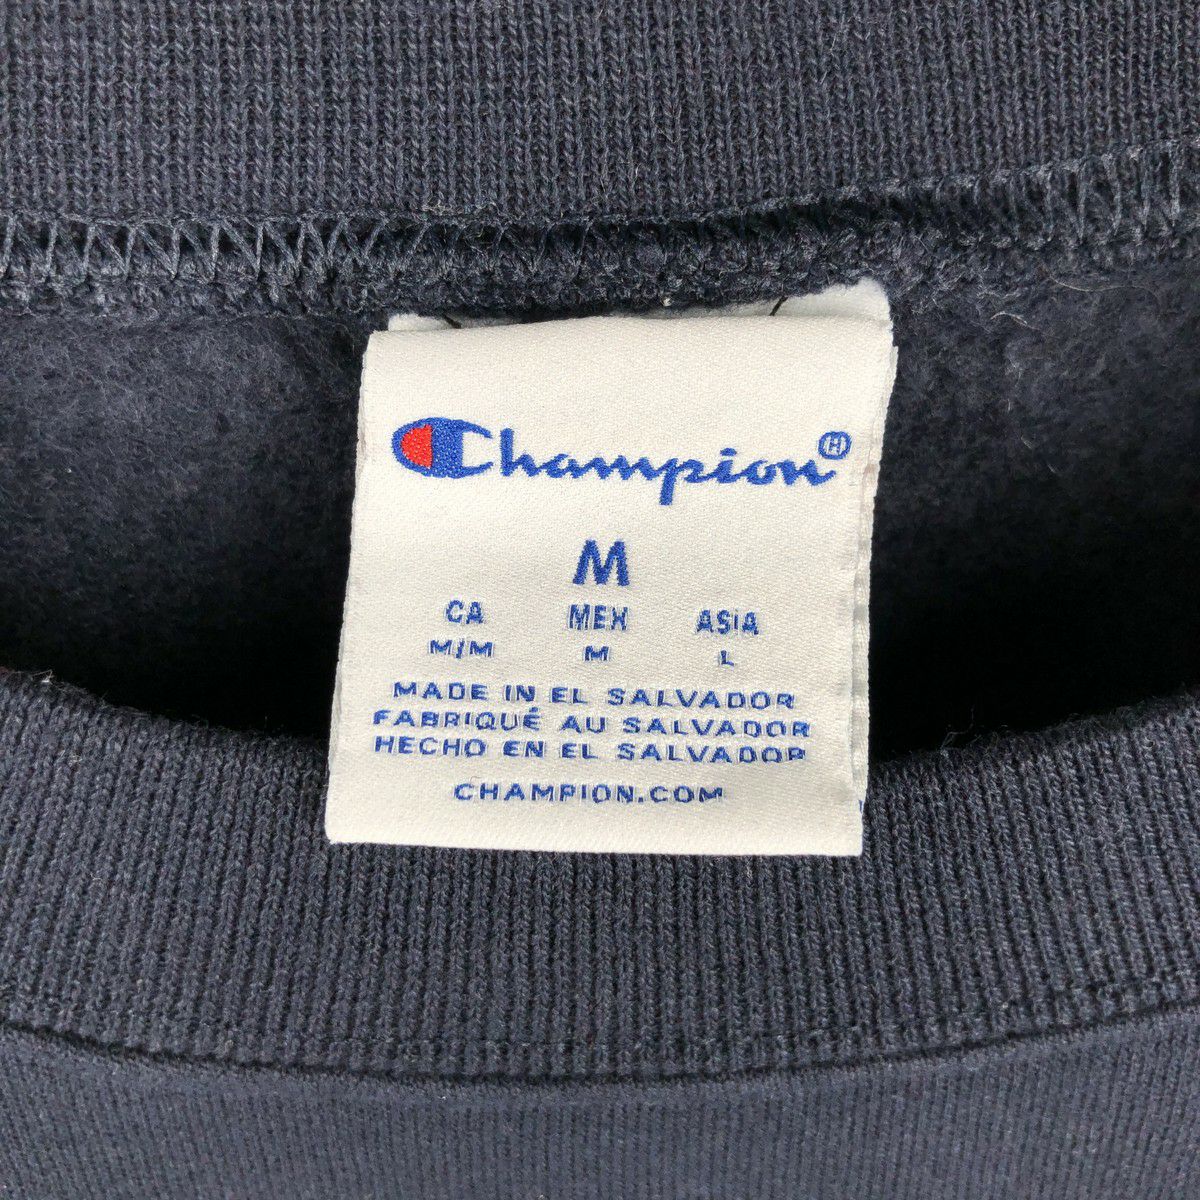 Champion®
M
CA MEX ASIA
M/M M L
MADE IN EL SALVADOR
FABRIQUÉ AU SALVADOR
HECHO EN EL SALVADOR
CHAMPION.COM